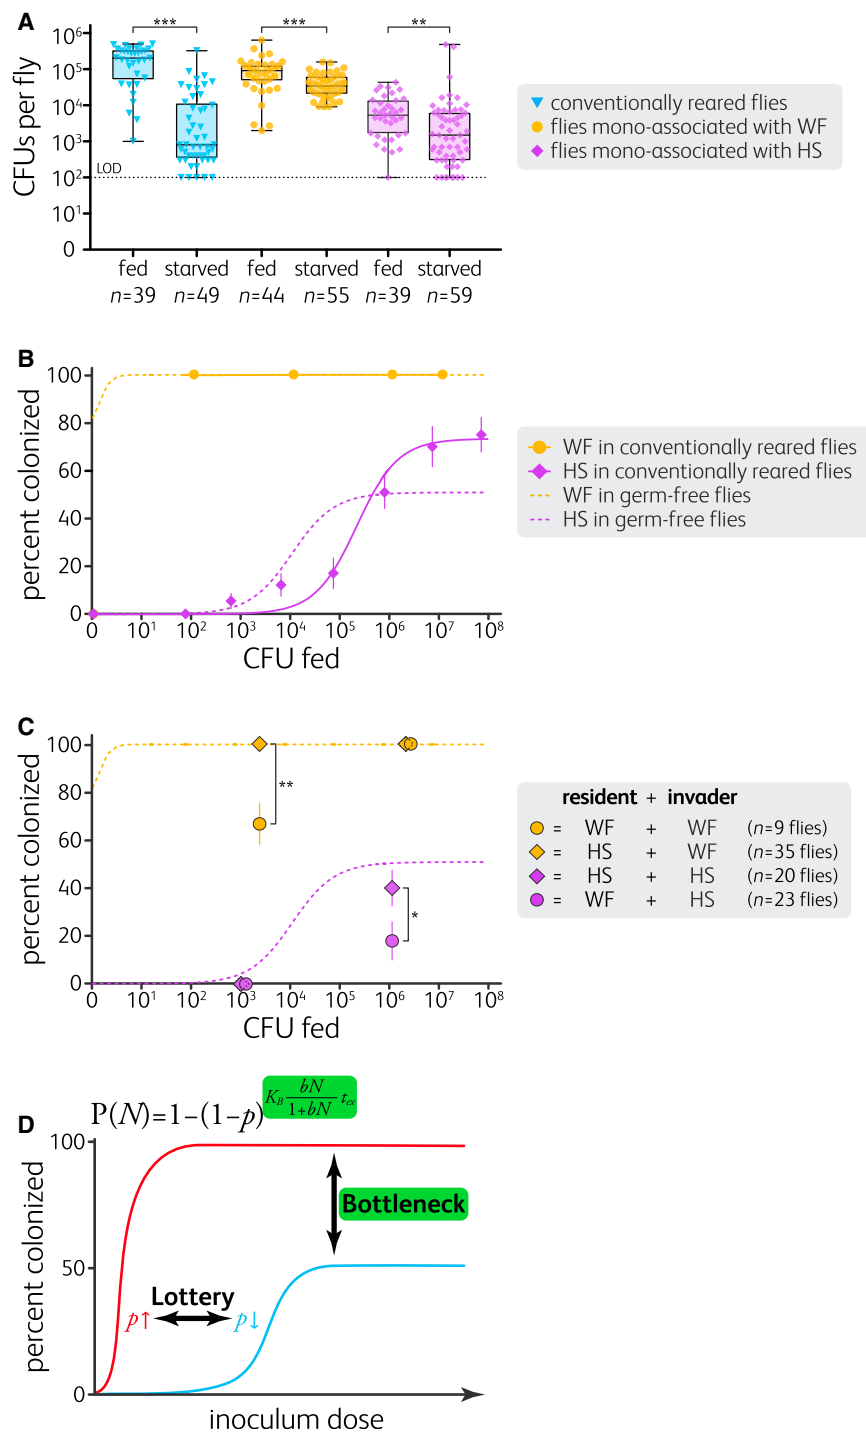 A
CFUs per fly
10⁶
10⁵
10⁴
10³
10²
10¹
0
*** *** **
LOD
fed starved fed starved fed starved
n=39 n=49 n=44 n=55 n=39 n=59
conventionally reared flies
flies mono-associated with WF
flies mono-associated with HS
B
percent colonized
100
80
60
40
20
0
0 10¹ 10² 10³ 10⁴ 10⁵ 10⁶ 10⁷ 10⁸
CFU fed
WF in conventionally reared flies
HS in conventionally reared flies
WF in germ-free flies
HS in germ-free flies
C
percent colonized
100
80
60
40
20
0
**
*
0 10¹ 10² 10³ 10⁴ 10⁵ 10⁶ 10⁷ 10⁸
CFU fed
resident + invader
= WF + WF (n=9 flies)
= HS + WF (n=35 flies)
= HS + HS (n=20 flies)
= WF + HS (n=23 flies)
D
P(N)=1−(1−p)^(K_B bN/(1+bN) t_ex)
percent colonized
100
50
0
Bottleneck
Lottery
p↑ p↓
inoculum dose